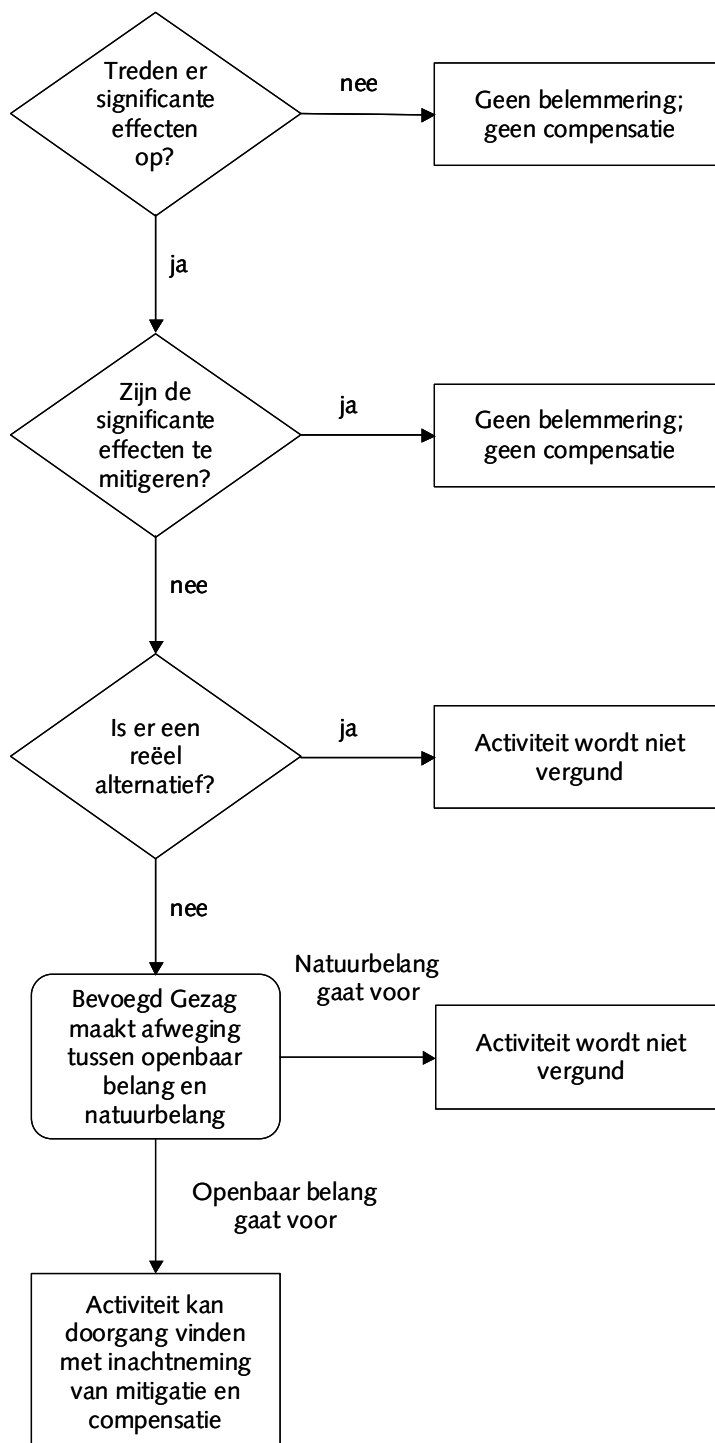 Treden er
significante
effecten
op?
nee
Geen belemmering;
geen compensatie
ja
Zijn de
significante
effecten te
mitigeren?
ja
Geen belemmering;
geen compensatie
nee
Is er een
reëel
alternatief?
ja
Activiteit wordt niet
vergund
nee
Bevoegd Gezag
maakt afweging
tussen openbaar
belang en
natuurbelang
Natuurbelang
gaat voor
Activiteit wordt niet
vergund
Openbaar belang
gaat voor
Activiteit kan
doorgang vinden
met inachtneming
van mitigatie en
compensatie